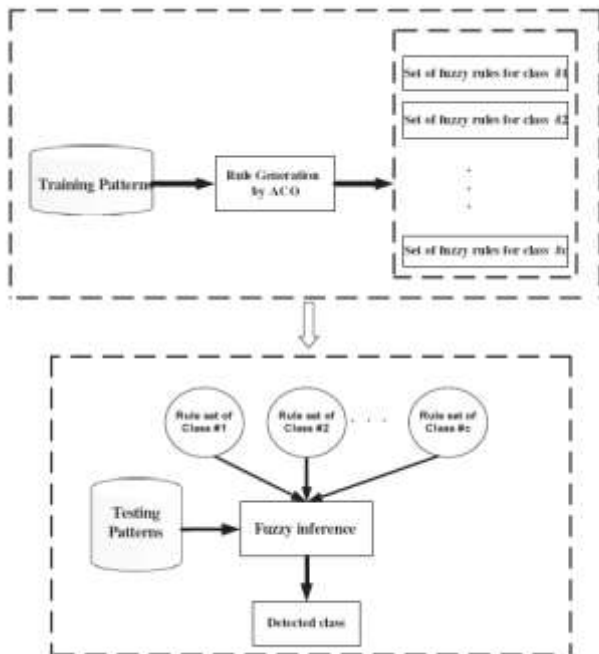 Set of fuzzy rules for class #1
Set of fuzzy rules for class #2
Training Patterns
Rule Generation
by ACO
.
.
.
Set of fuzzy rules for class #c
Rule set of
Class #1
Rule set of
Class #2
. . .
Rule set of
Class #c
Testing
Patterns
Fuzzy inference
Detected class